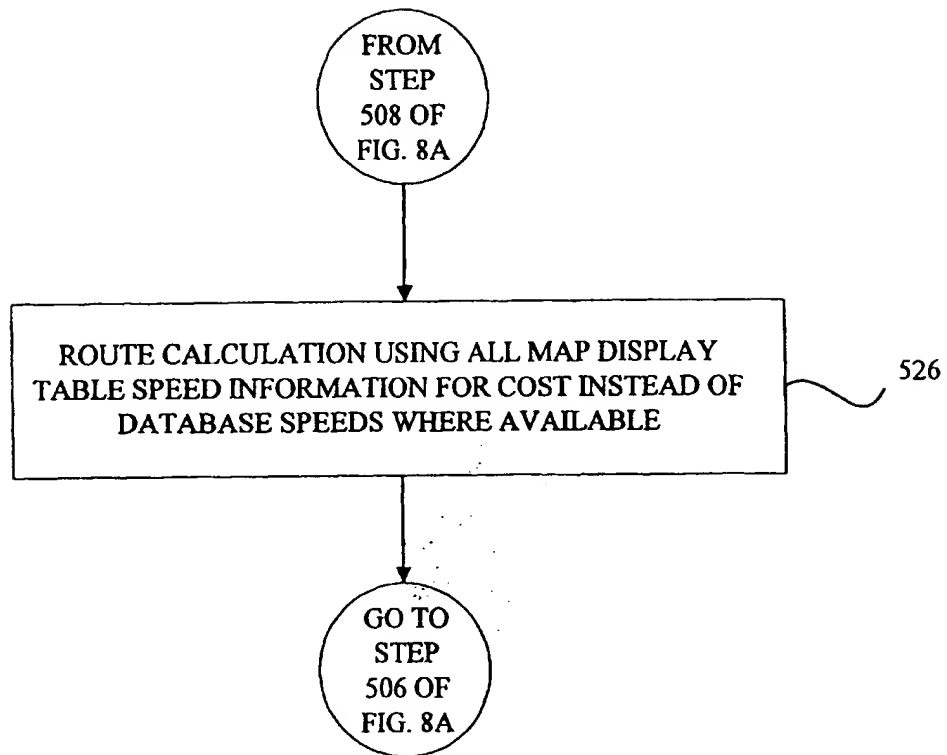 FROM
STEP
508 OF
FIG. 8A
ROUTE CALCULATION USING ALL MAP DISPLAY
TABLE SPEED INFORMATION FOR COST INSTEAD OF
DATABASE SPEEDS WHERE AVAILABLE
526
GO TO
STEP
506 OF
FIG. 8A